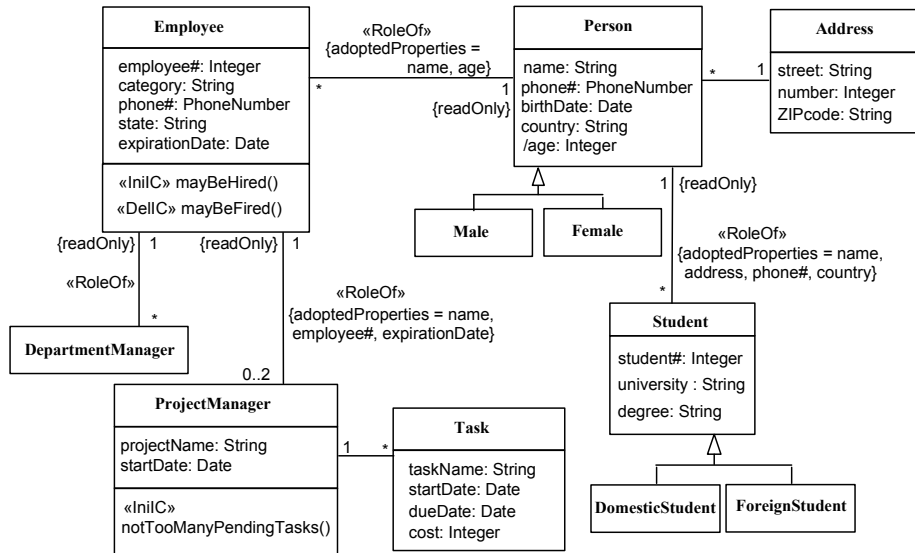 Employee
employee#: Integer
category: String
phone#: PhoneNumber
state: String
expirationDate: Date
«IniIC» mayBeHired()
«DelIC» mayBeFired()
«RoleOf»
{adoptedProperties =
name, age}
*
1
{readOnly}
Person
name: String
phone#: PhoneNumber
birthDate: Date
country: String
/age: Integer
*
1
Address
street: String
number: Integer
ZIPcode: String
Male
Female
1 {readOnly}
«RoleOf»
{adoptedProperties = name,
address, phone#, country}
*
Student
student#: Integer
university : String
degree: String
DomesticStudent
ForeignStudent
{readOnly} 1
«RoleOf»
*
DepartmentManager
{readOnly} 1
«RoleOf»
{adoptedProperties = name,
employee#, expirationDate}
0..2
ProjectManager
projectName: String
startDate: Date
«IniIC»
notTooManyPendingTasks()
1
*
Task
taskName: String
startDate: Date
dueDate: Date
cost: Integer